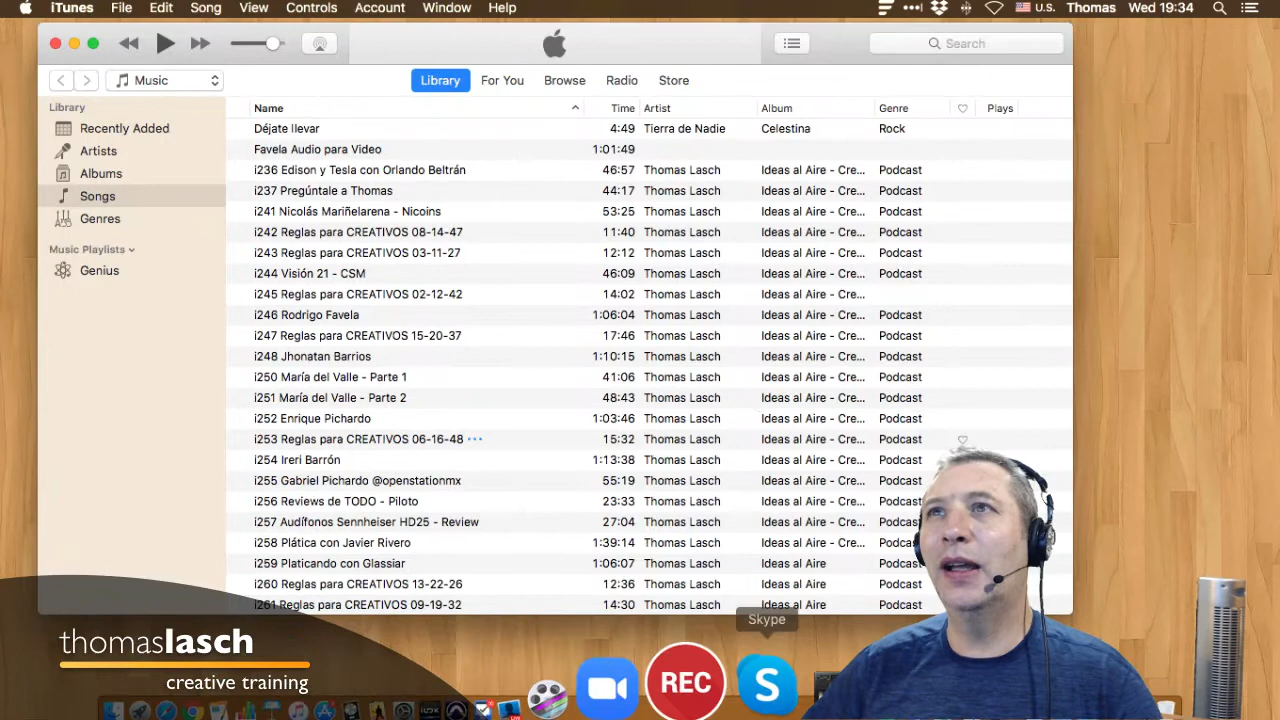 iTunes File Edit Song View Controls Account Window Help U.S. Thomas Wed 19:34
Search
Music Library For You Browse Radio Store
Library
Recently Added
Artists
Albums
Songs
Genres
Music Playlists
Genius
Name Time Artist Album Genre Plays
Déjate llevar 4:49 Tierra de Nadie Celestina Rock
Favela Audio para Video 1:01:49
i236 Edison y Tesla con Orlando Beltrán 46:57 Thomas Lasch Ideas al Aire - Cre... Podcast
i237 Pregúntale a Thomas 44:17 Thomas Lasch Ideas al Aire - Cre... Podcast
i241 Nicolás Mariñelarena - Nicoins 53:25 Thomas Lasch Ideas al Aire - Cre... Podcast
i242 Reglas para CREATIVOS 08-14-47 11:40 Thomas Lasch Ideas al Aire - Cre... Podcast
i243 Reglas para CREATIVOS 03-11-27 12:12 Thomas Lasch Ideas al Aire - Cre... Podcast
i244 Visión 21 - CSM 46:09 Thomas Lasch Ideas al Aire - Cre... Podcast
i245 Reglas para CREATIVOS 02-12-42 14:02 Thomas Lasch Ideas al Aire - Cre...
i246 Rodrigo Favela 1:06:04 Thomas Lasch Ideas al Aire - Cre... Podcast
i247 Reglas para CREATIVOS 15-20-37 17:46 Thomas Lasch Ideas al Aire - Cre... Podcast
i248 Jhonatan Barrios 1:10:15 Thomas Lasch Ideas al Aire - Cre... Podcast
i250 María del Valle - Parte 1 41:06 Thomas Lasch Ideas al Aire - Cre... Podcast
i251 María del Valle - Parte 2 48:43 Thomas Lasch Ideas al Aire - Cre... Podcast
i252 Enrique Pichardo 1:03:46 Thomas Lasch Ideas al Aire - Cre... Podcast
i253 Reglas para CREATIVOS 06-16-48 ••• 15:32 Thomas Lasch Ideas al Aire - Cre... Podcast
i254 Ireri Barrón 1:13:38 Thomas Lasch Ideas al Aire - Cre... Podcast
i255 Gabriel Pichardo @openstationmx 55:19 Thomas Lasch Ideas al Aire - Cre... Podcast
i256 Reviews de TODO - Piloto 23:33 Thomas Lasch Ideas al Aire - Cre... Podcast
i257 Audífonos Sennheiser HD25 - Review 27:04 Thomas Lasch Ideas al Aire - Cre... Podcast
i258 Plática con Javier Rivero 1:39:14 Thomas Lasch Ideas al Aire - Cre... Podcast
i259 Platicando con Glassiar 1:06:07 Thomas Lasch Ideas al Aire Podcast
i260 Reglas para CREATIVOS 13-22-26 12:36 Thomas Lasch Ideas al Aire Podcast
i261 Reglas para CREATIVOS 09-19-32 14:30 Thomas Lasch Ideas al Aire
Skype
thomaslasch
creative training
REC
S